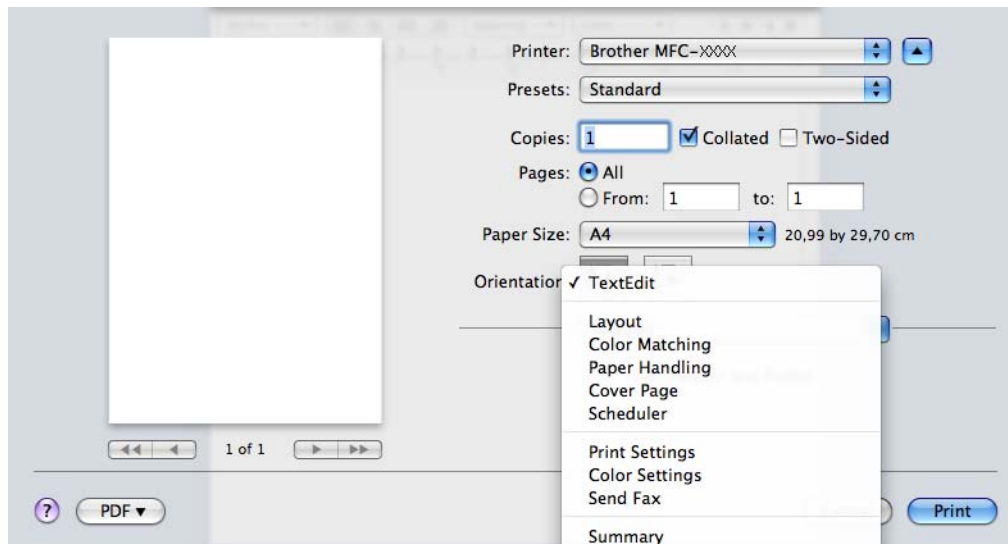 Printer: Brother MFC-XXXX
Presets: Standard
Copies: 1 ✓ Collated Two-Sided
Pages: All
From: 1 to: 1
Paper Size: A4 20,99 by 29,70 cm
Orientation
✓ TextEdit
Layout
Color Matching
Paper Handling
Cover Page
Scheduler
1 of 1
Print Settings
Color Settings
Send Fax
Summary
? PDF ▼ Print